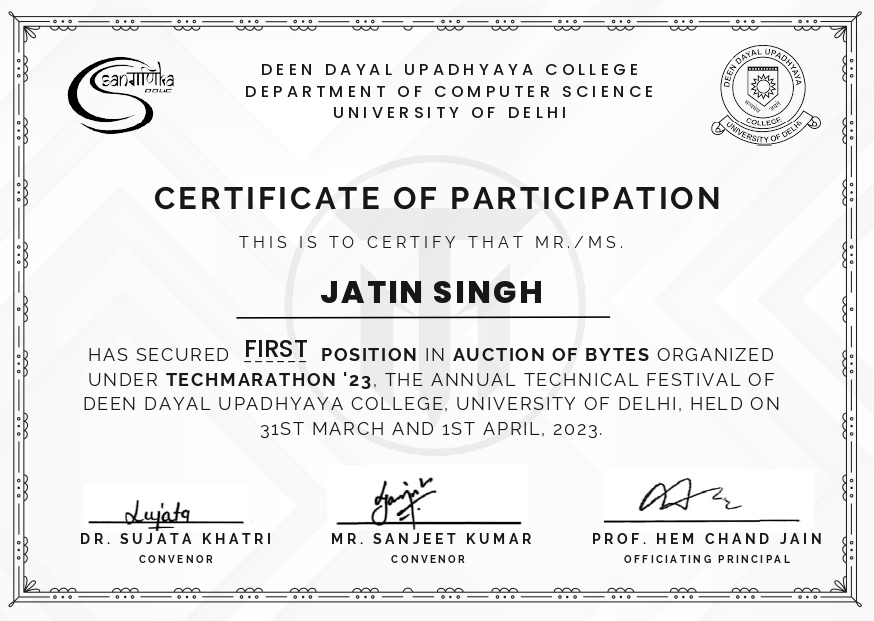 sanगणिका
DDUC
DEEN DAYAL UPADHYAYA COLLEGE
DEPARTMENT OF COMPUTER SCIENCE
UNIVERSITY OF DELHI
DEEN DAYAL UPADHYAYA
COLLEGE
UNIVERSITY OF DELHI
CERTIFICATE OF PARTICIPATION
THIS IS TO CERTIFY THAT MR./MS.
JATIN SINGH
HAS SECURED FIRST POSITION IN AUCTION OF BYTES ORGANIZED
UNDER TECHMARATHON '23, THE ANNUAL TECHNICAL FESTIVAL OF
DEEN DAYAL UPADHYAYA COLLEGE, UNIVERSITY OF DELHI, HELD ON
31ST MARCH AND 1ST APRIL, 2023.
Sujata
DR. SUJATA KHATRI
CONVENOR
MR. SANJEET KUMAR
CONVENOR
PROF. HEM CHAND JAIN
OFFICIATING PRINCIPAL